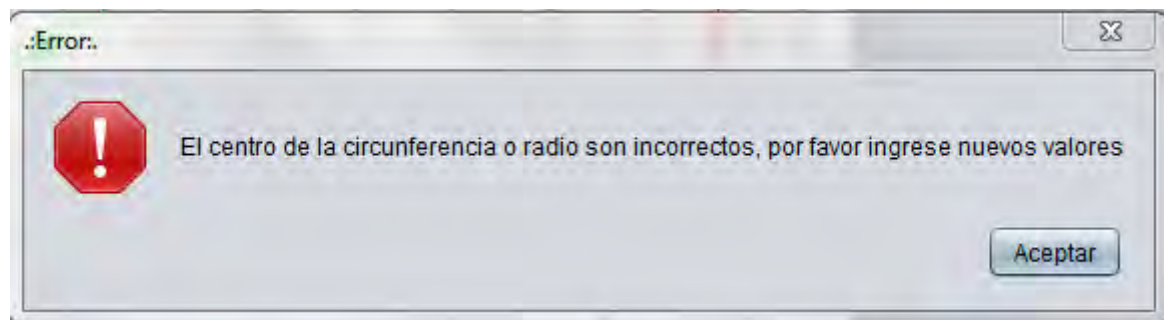 .:Error:.
El centro de la circunferencia o radio son incorrectos, por favor ingrese nuevos valores
Aceptar